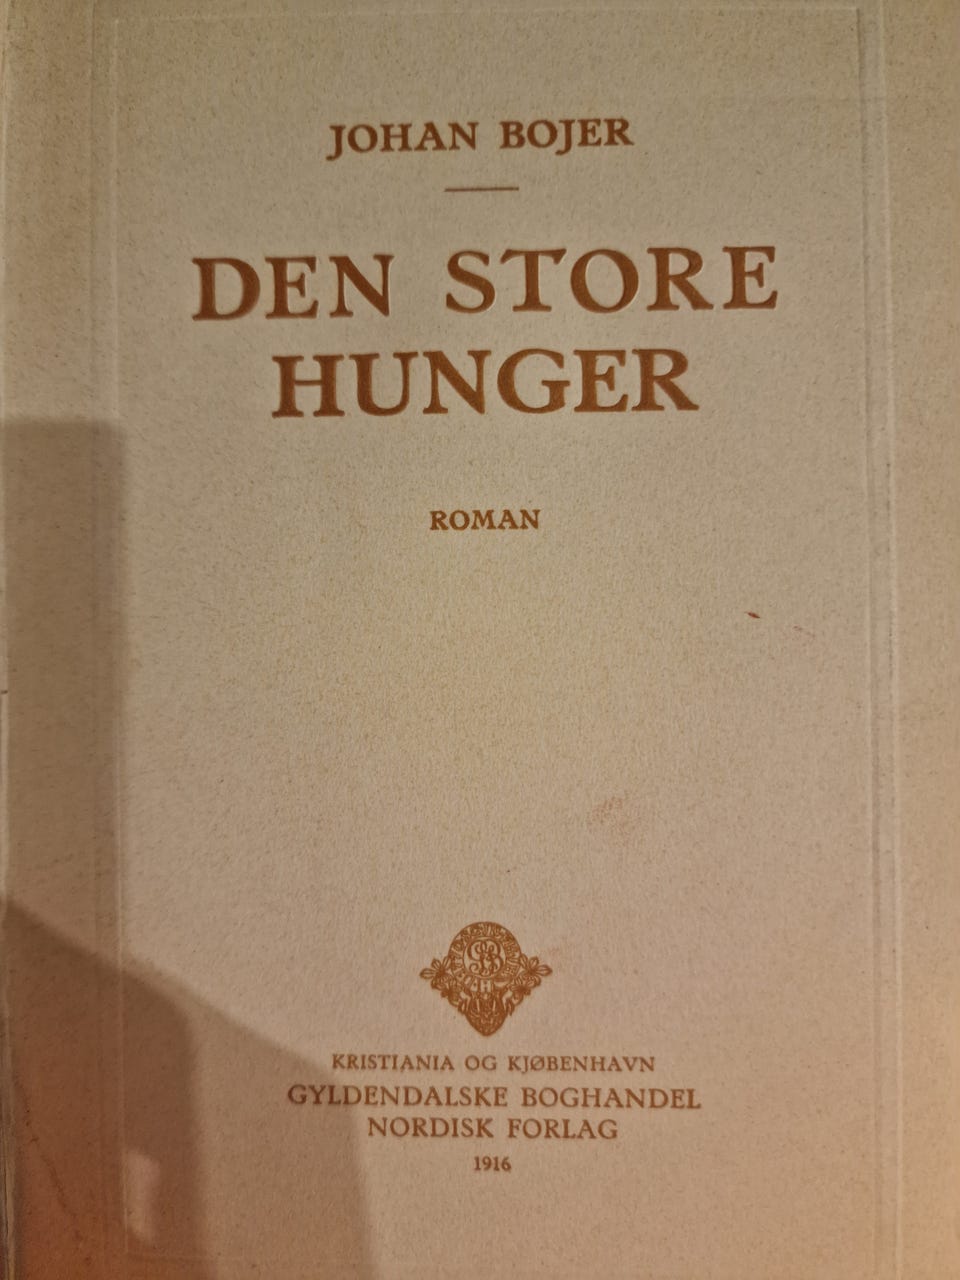 JOHAN BOJER
DEN STORE
HUNGER
ROMAN
KRISTIANIA OG KJØBENHAVN
GYLDENDALSKE BOGHANDEL
NORDISK FORLAG
1916